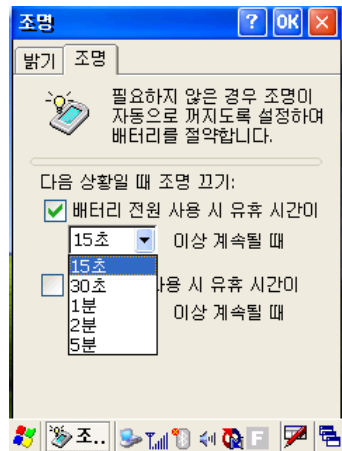 조명
? OK ×
밝기 조명
필요하지 않은 경우 조명이
자동으로 꺼지도록 설정하여
배터리를 절약합니다.
다음 상황일 때 조명 끄기:
배터리 전원 사용 시 유휴 시간이
15초 이상 계속될 때
15초
30초 사용 시 유휴 시간이
1분 이상 계속될 때
2분
5분
조.. F